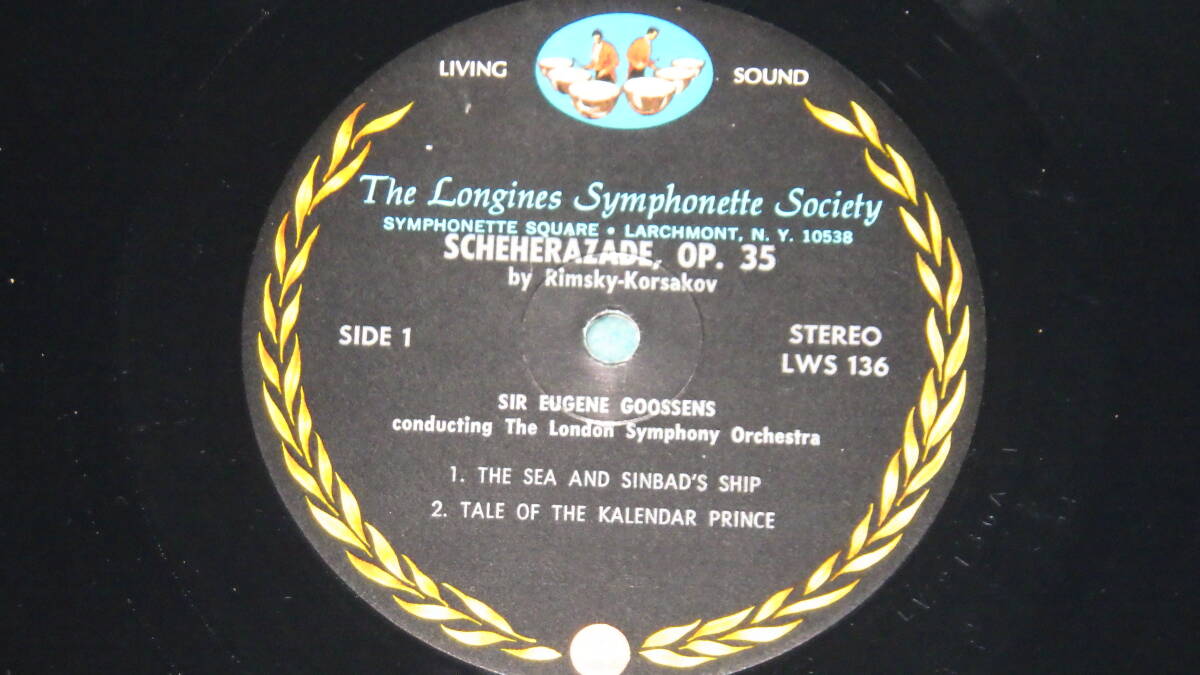 LIVING SOUND
The Longines Symphonette Society
SYMPHONETTE SQUARE • LARCHMONT, N. Y. 10538
SCHEHERAZADE, OP. 35
by Rimsky-Korsakov
SIDE 1
STEREO
LWS 136
SIR EUGENE GOOSSENS
conducting The London Symphony Orchestra
1. THE SEA AND SINBAD'S SHIP
2. TALE OF THE KALENDAR PRINCE